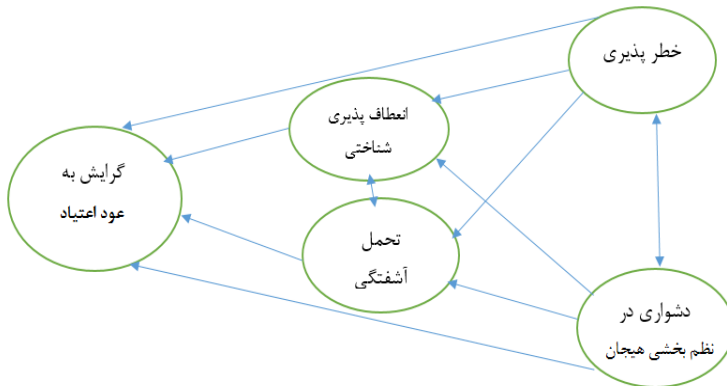 خطر پذیری
انعطاف پذیری
شناختی
گرایش به
عود اعتیاد
تحمل
آشفتگی
دشواری در
نظم بخشی هیجان